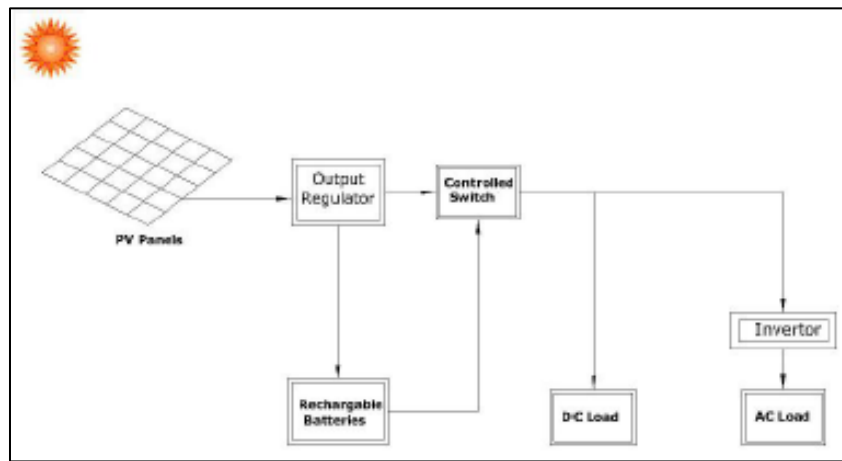 Output
Regulator
Controlled
Switch
PV Panels
Invertor
Rechargable
Batteries
DC Load
AC Load